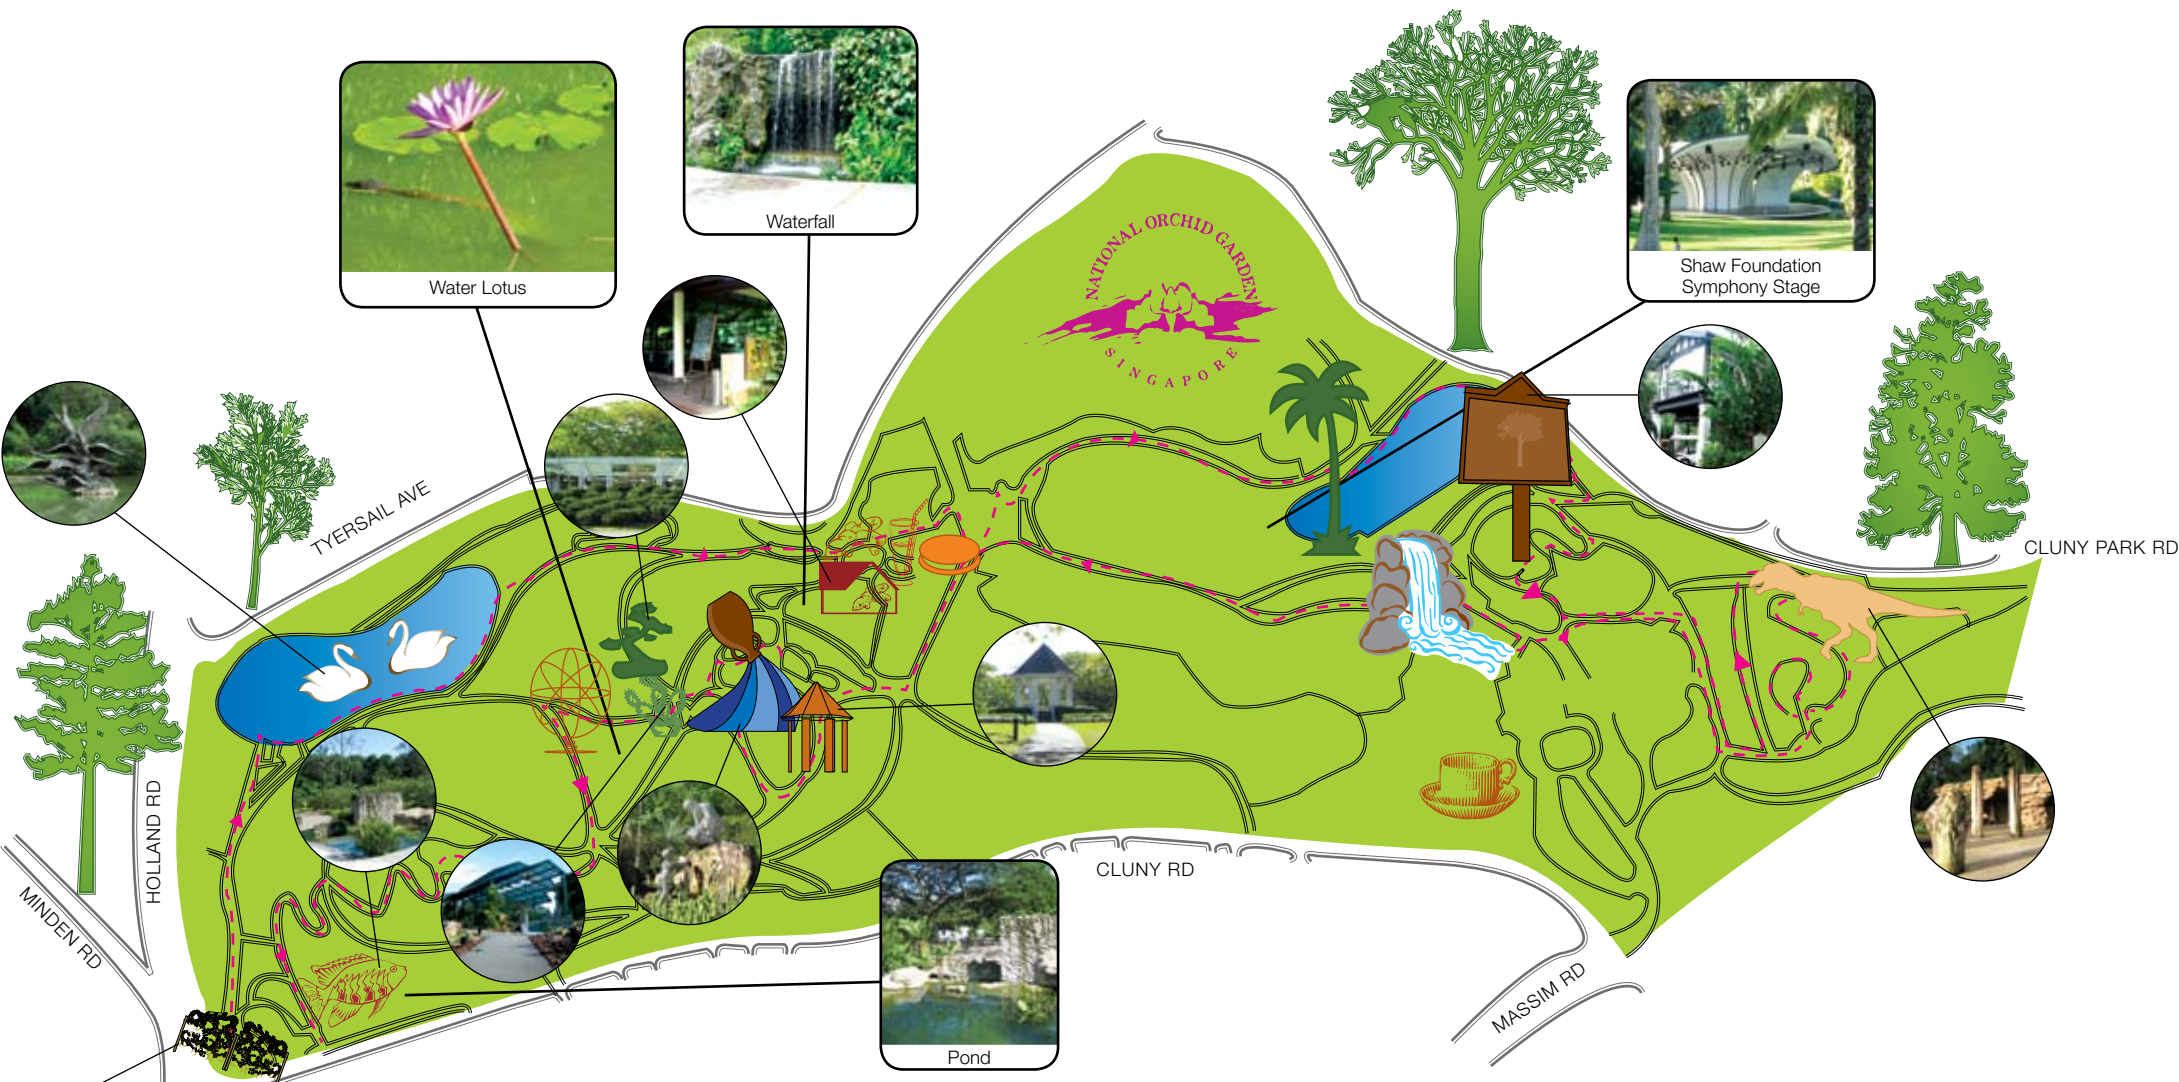 Water Lotus
Waterfall
Shaw Foundation
Symphony Stage
NATIONAL ORCHID GARDEN
SINGAPORE
TYERSAIL AVE
CLUNY PARK RD
HOLLAND RD
MINDEN RD
CLUNY RD
MASSIM RD
Pond